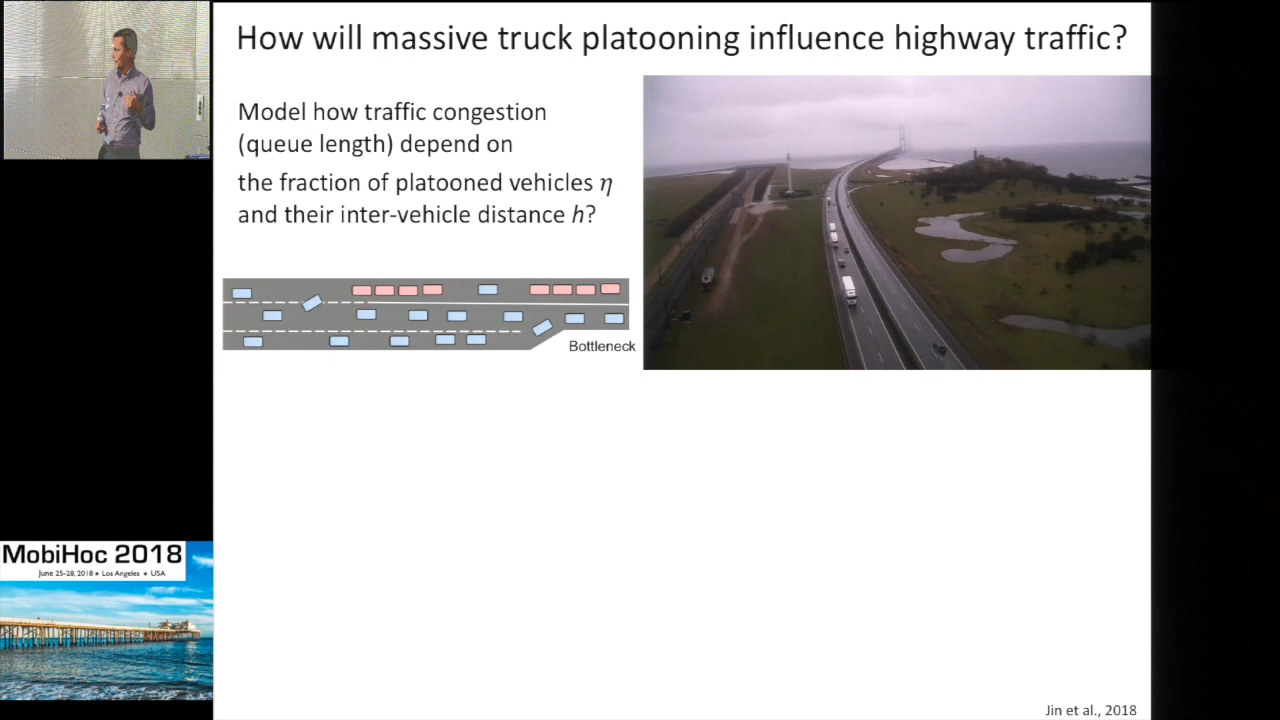 How will massive truck platooning influence highway traffic?
Model how traffic congestion
(queue length) depend on
the fraction of platooned vehicles η
and their inter-vehicle distance h?
Bottleneck
MobiHoc 2018
June 25-28, 2018 • Los Angeles • USA
Jin et al., 2018